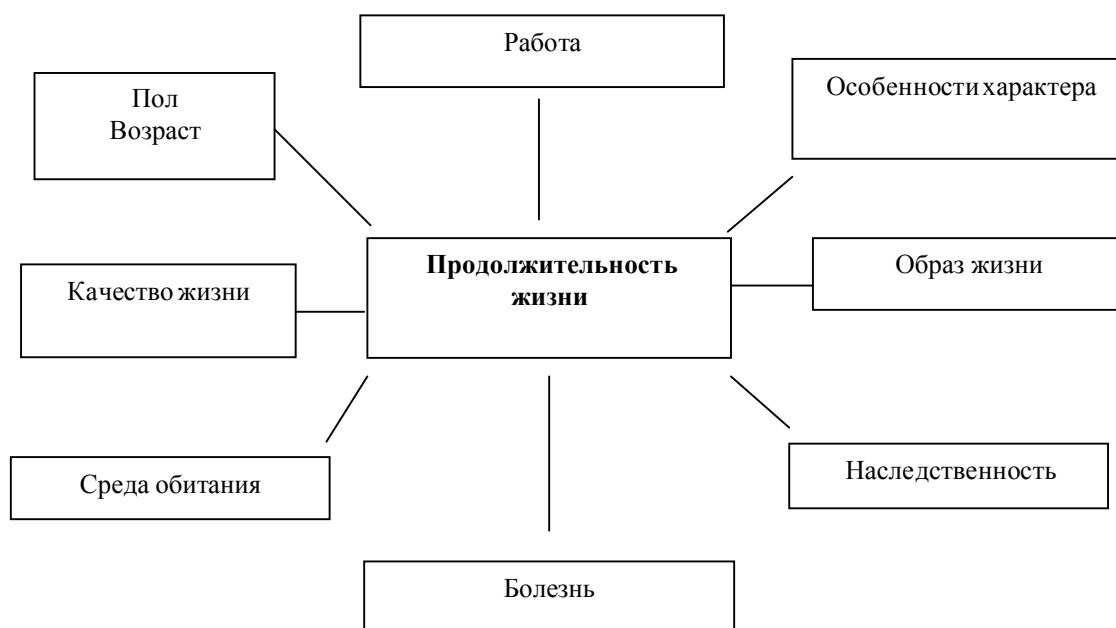 Работа
Особенности характера
Пол
Возраст
Продолжительность
жизни
Образ жизни
Качество жизни
Среда обитания
Наследственность
Болезнь